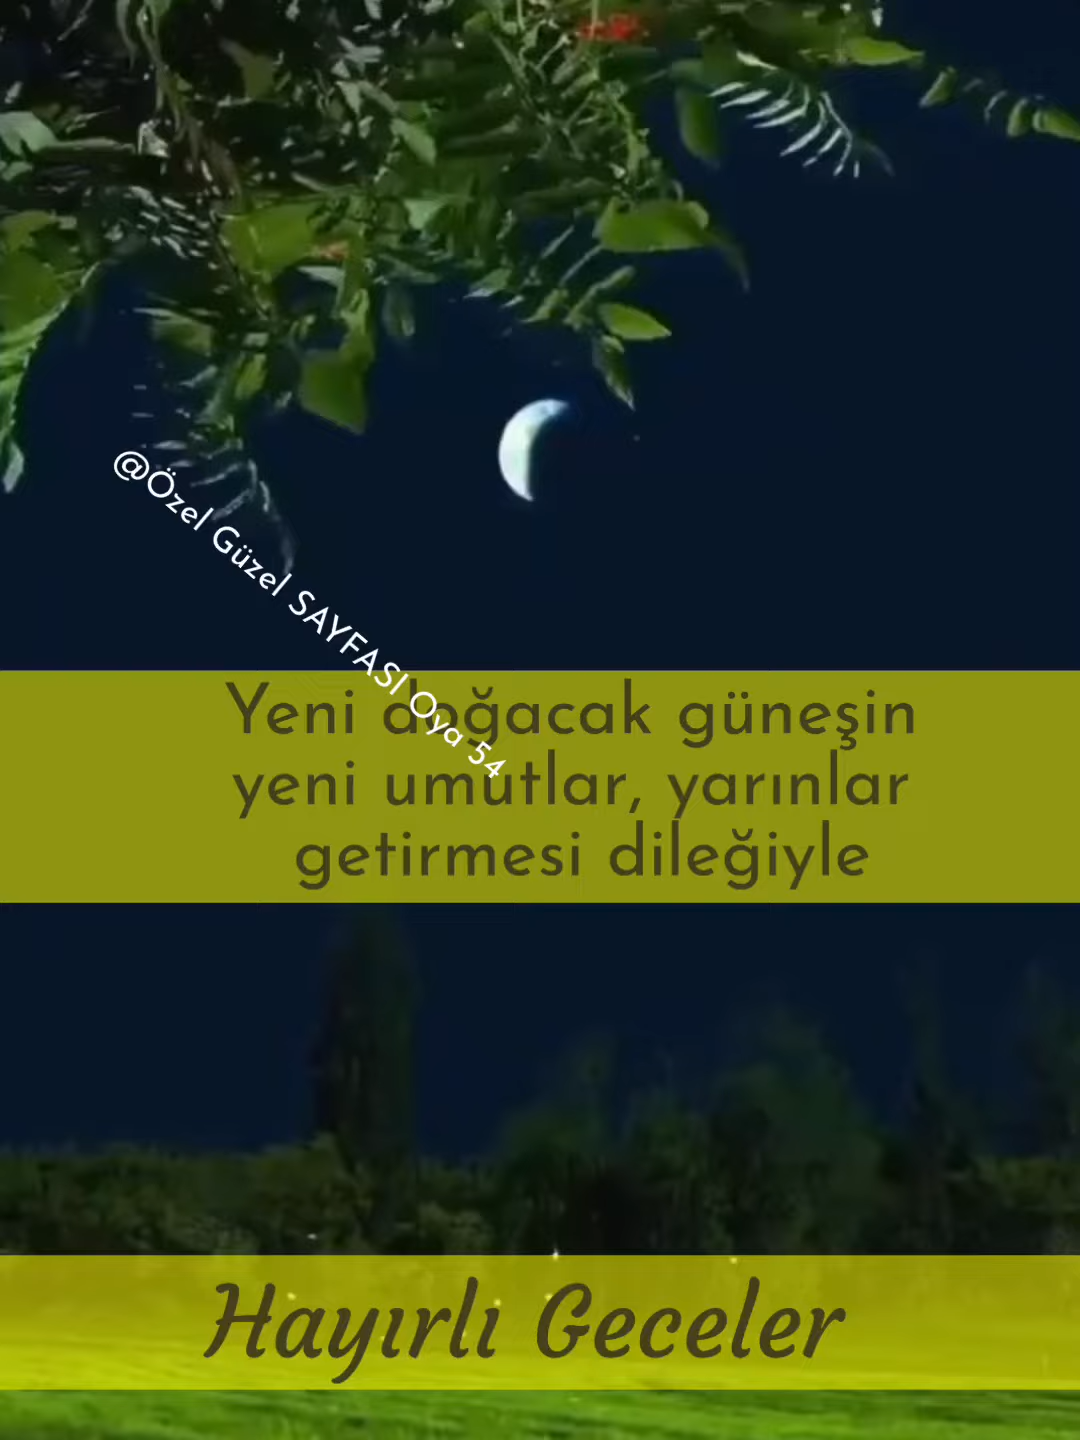 @Özel Güzel SAYFASI Oya 54
Yeni doğacak güneşin
yeni umutlar, yarınlar
getirmesi dileğiyle
Hayırlı Geceler